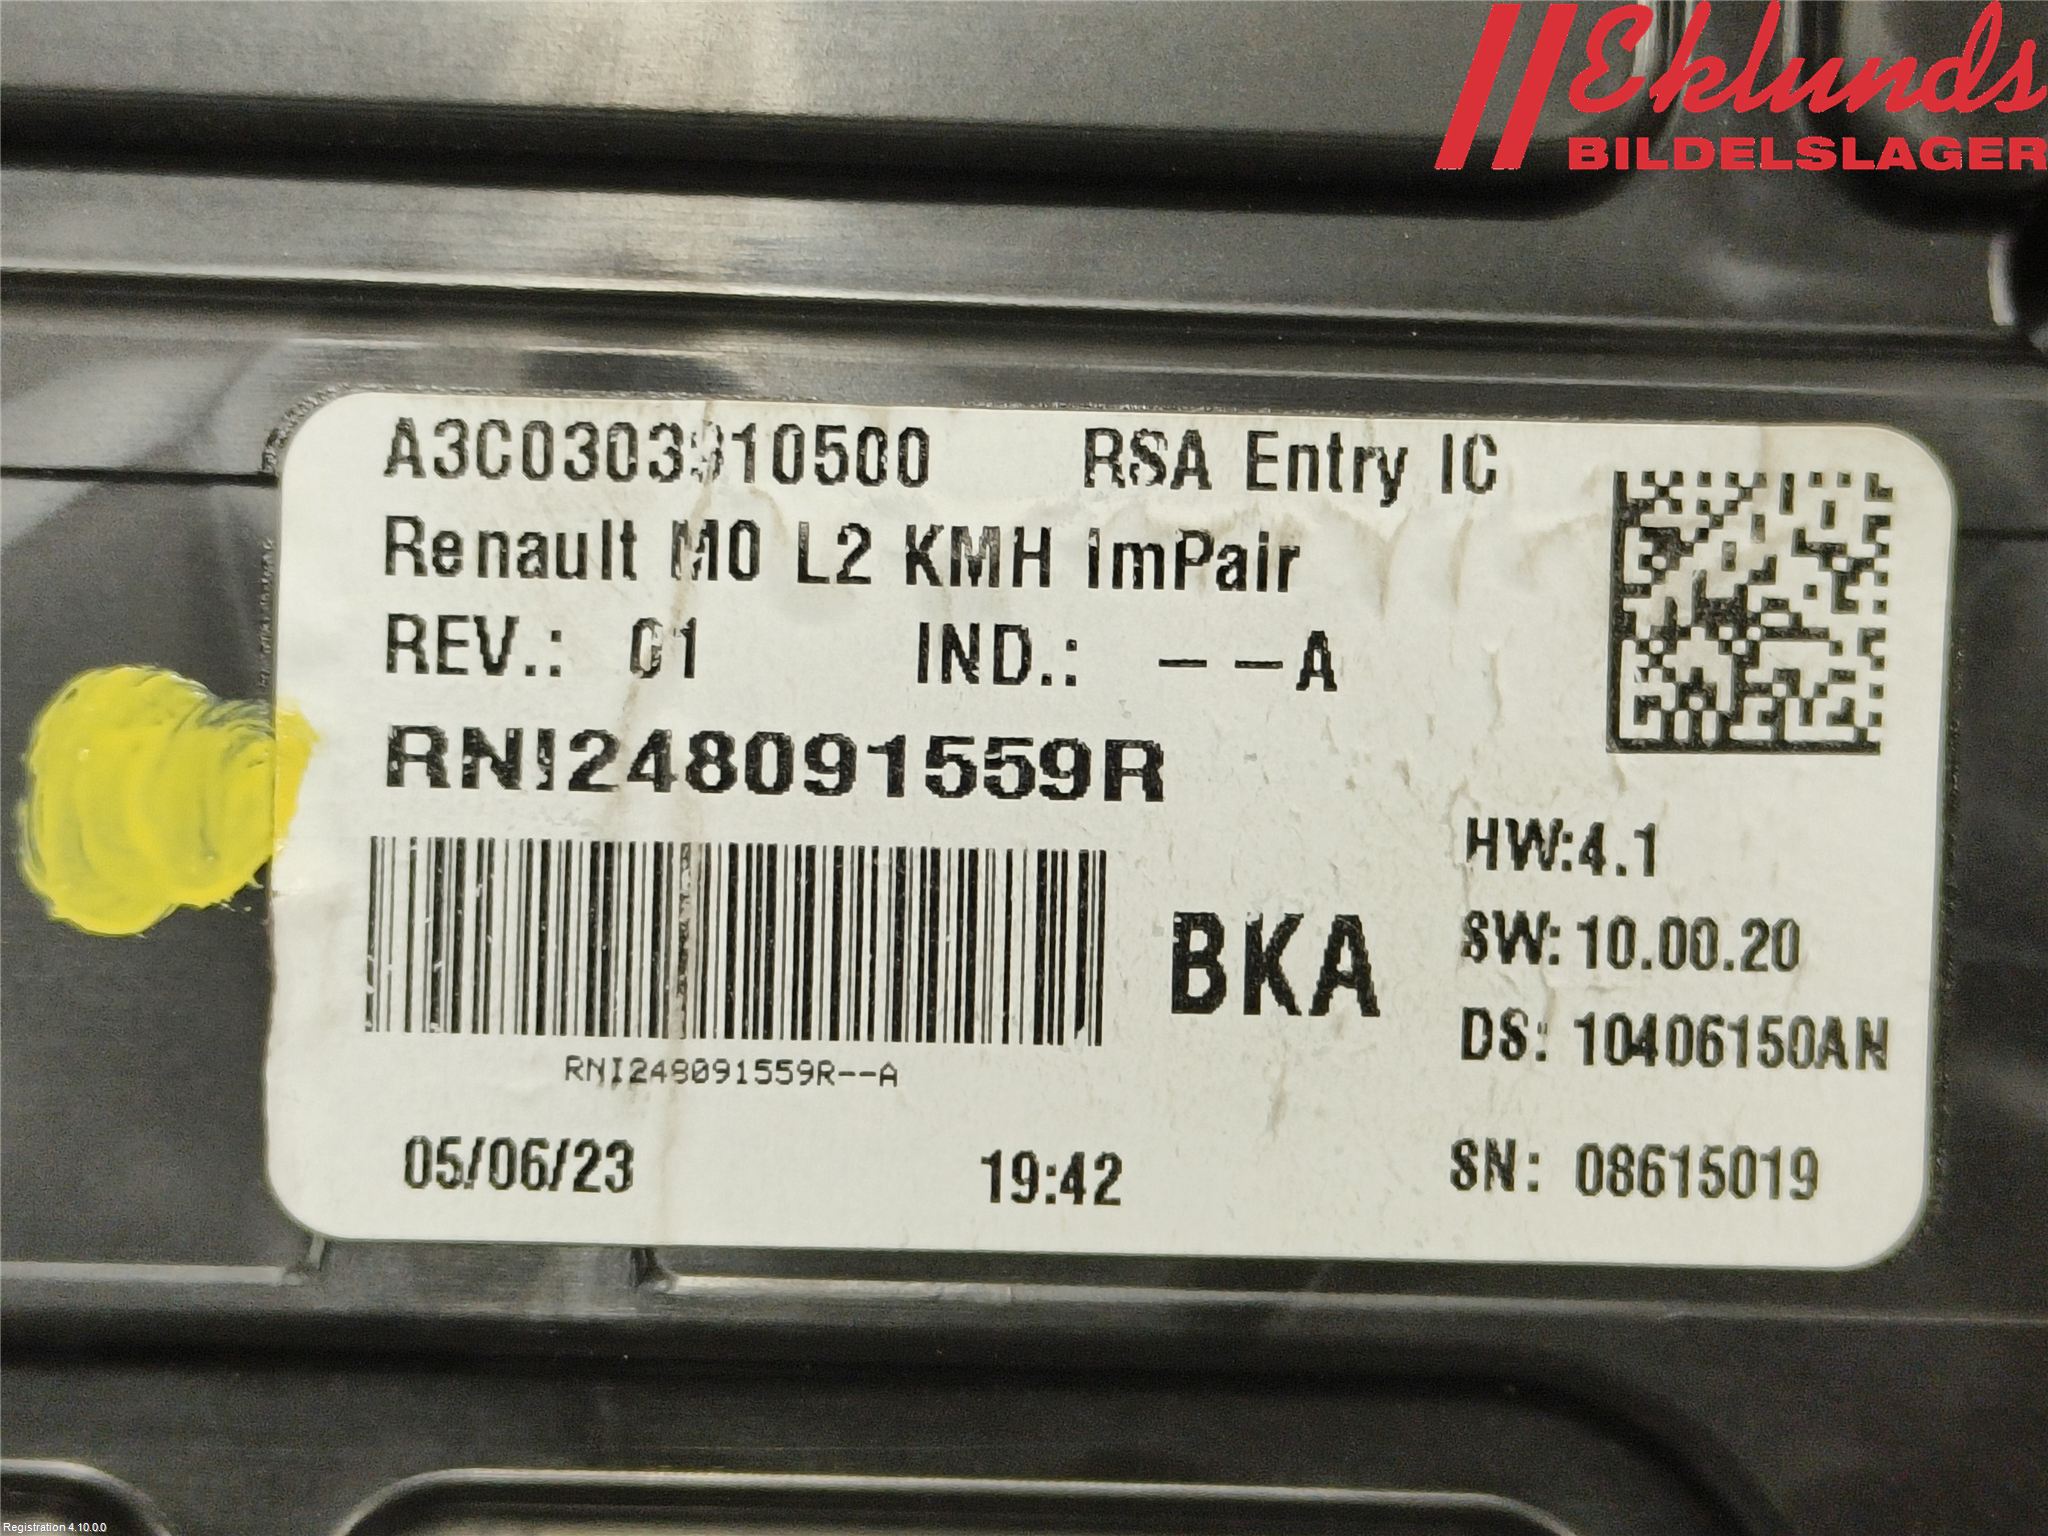 Eklunds
BILDELSLAGER
RSA Entry IC
Renault M0 L2 KMH ImPair
REV.: 01 IND.: --A
RNI248091559R
HW:4.1
BKA
SW: 10.00.20
DS: 10406150AN
RNI248091559R--A
05/06/23 19:42 SN: 08615019
Registration 4.10.0.0